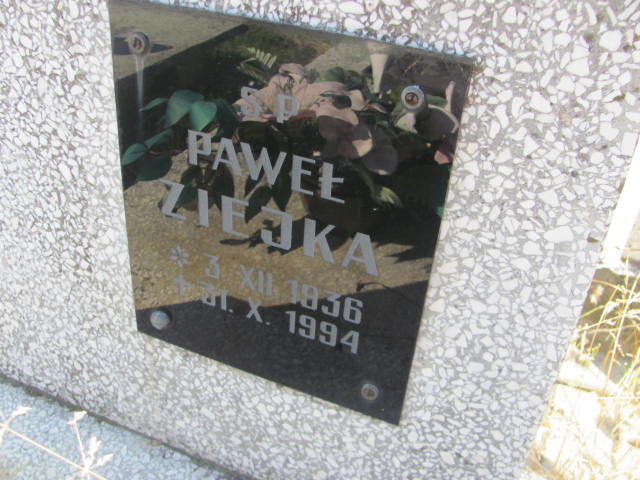 Ś.P.
PAWEŁ
ZIEJKA
* 3. XII 1936
+ 31. X. 1994